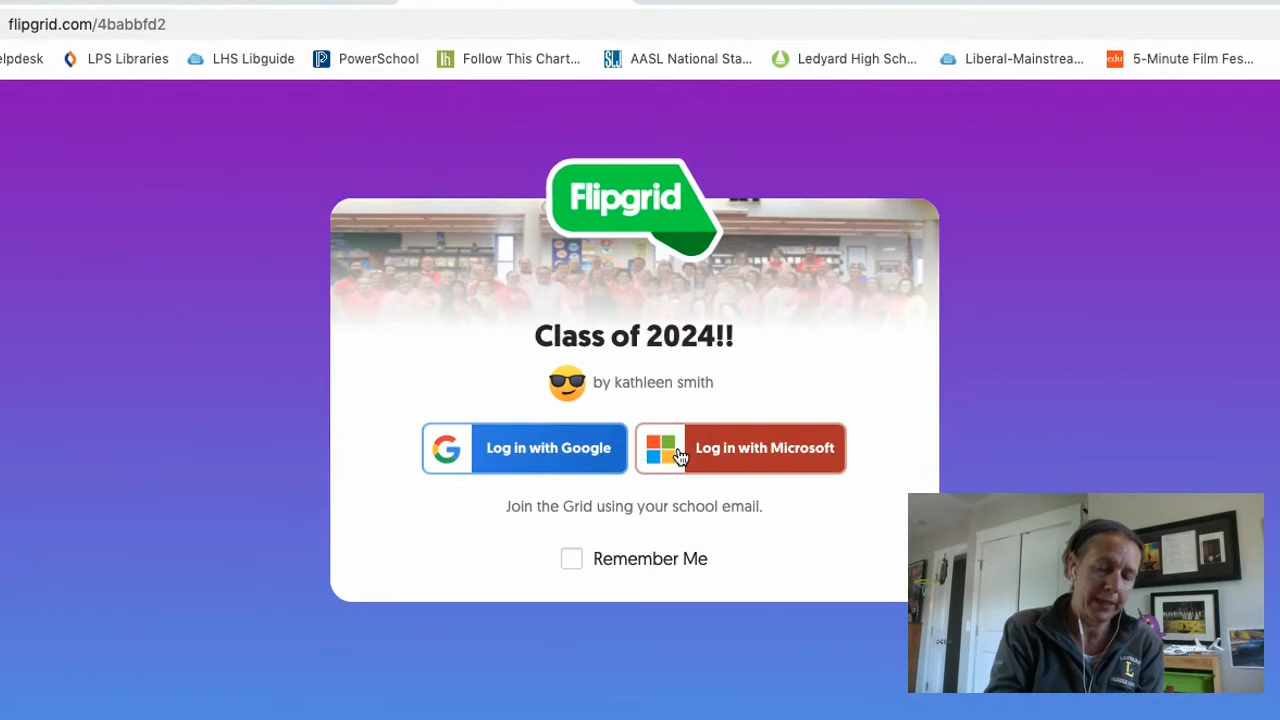 flipgrid.com/4babbfd2
elpdesk LPS Libraries LHS Libguide PowerSchool Follow This Chart... AASL National Sta... Ledyard High Sch... Liberal-Mainstrea... 5-Minute Film Fes...
Flipgrid
Class of 2024!!
by kathleen smith
Log in with Google Log in with Microsoft
Join the Grid using your school email.
Remember Me